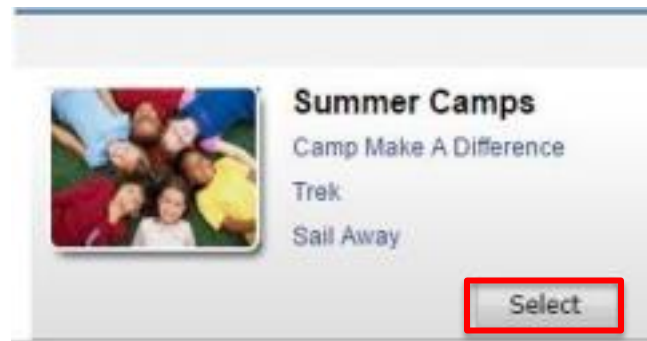 Summer Camps
Camp Make A Difference
Trek
Sail Away
Select